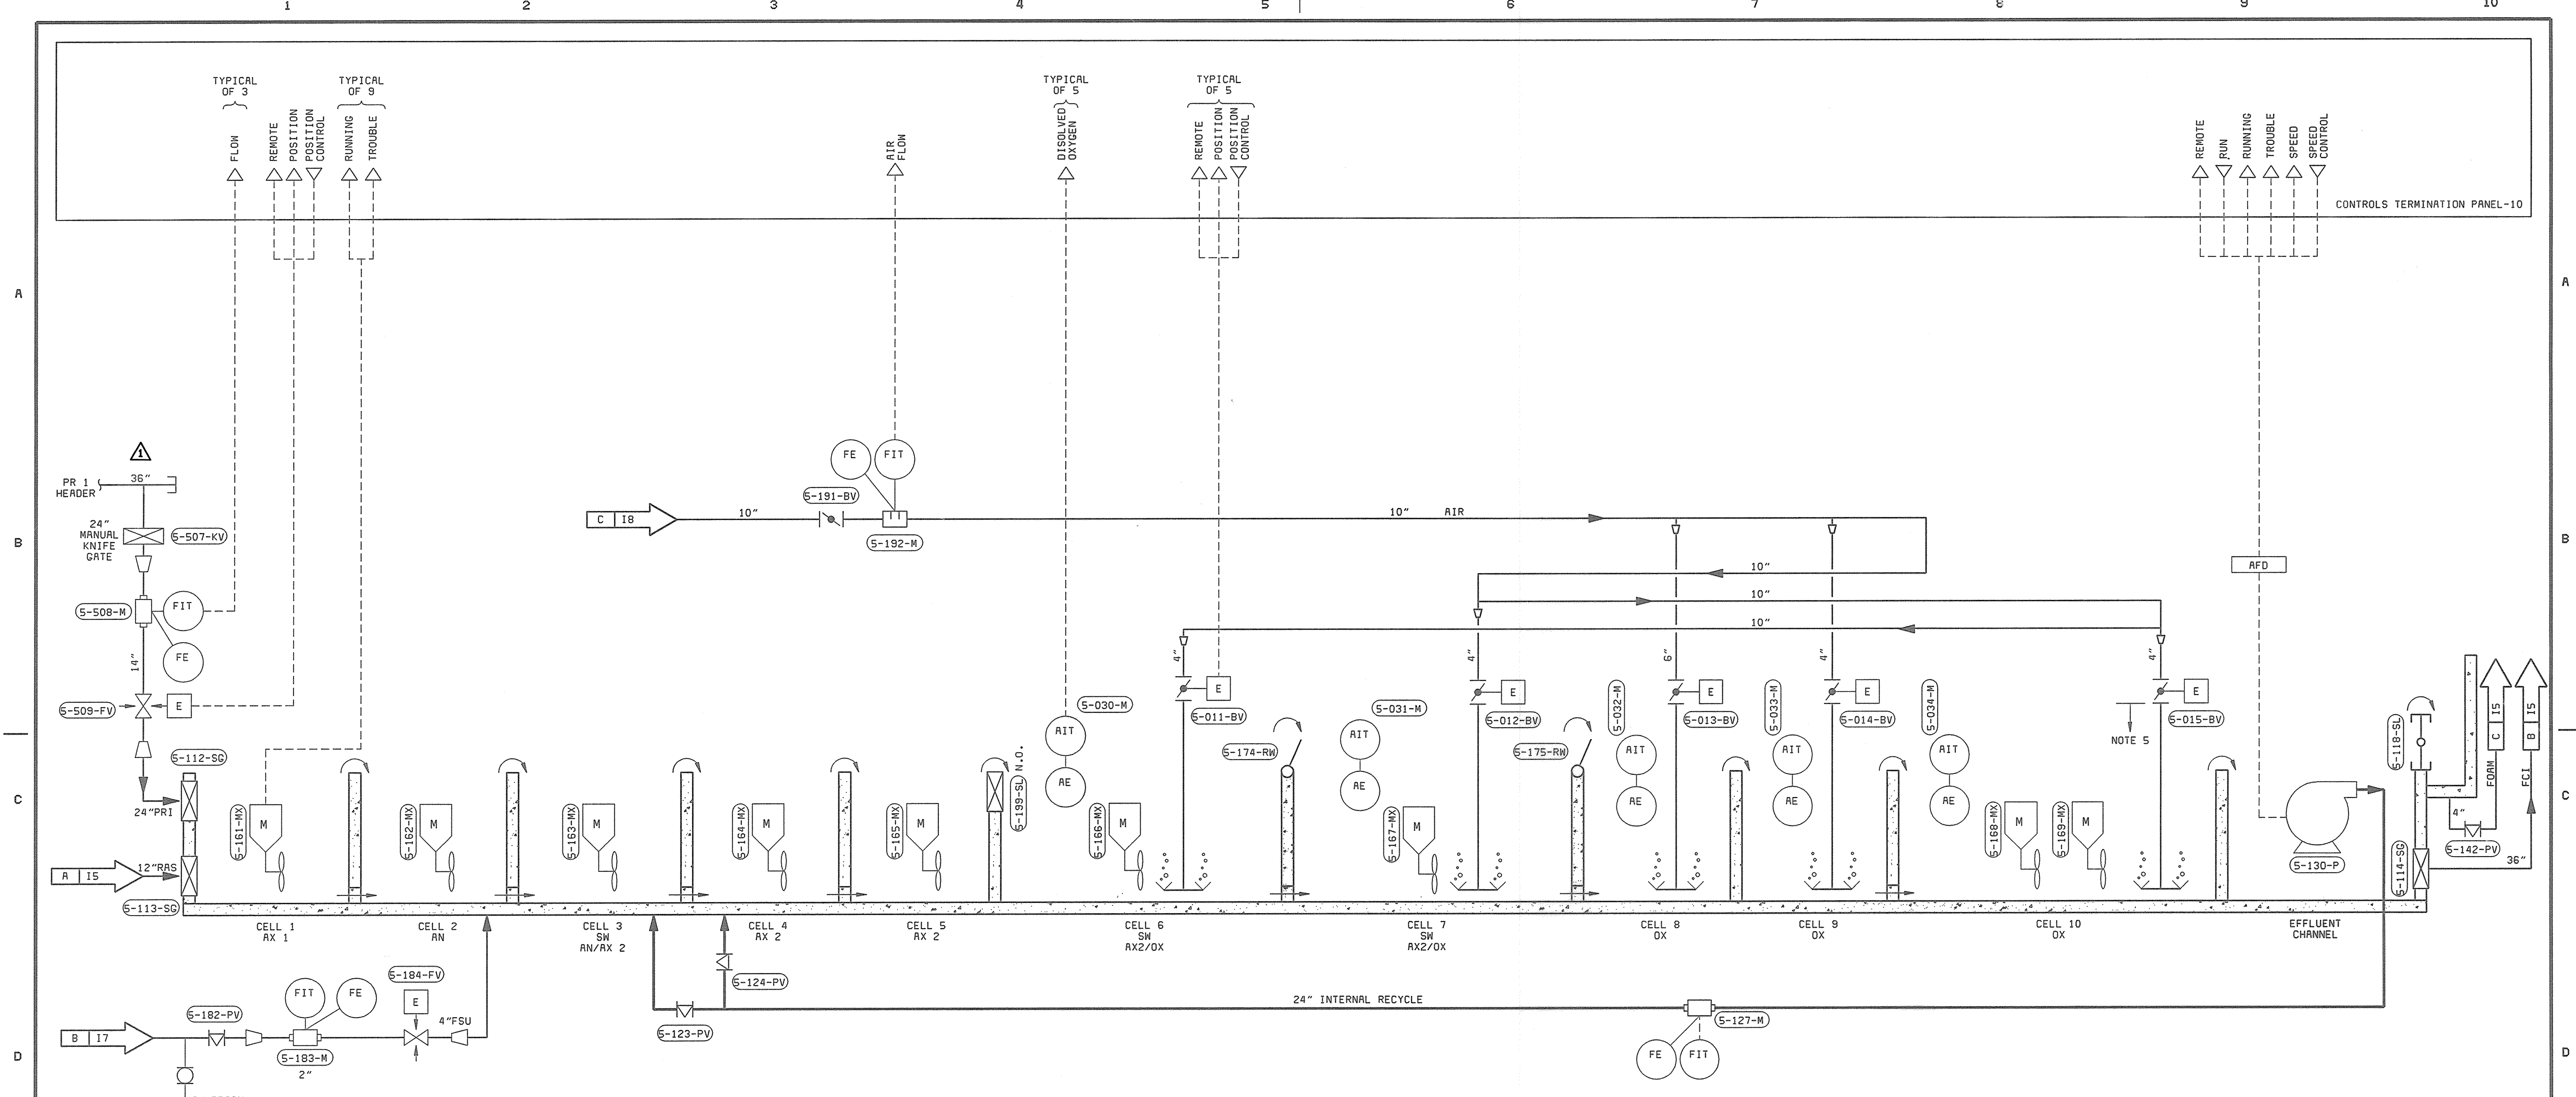 1 2 3 4 5 6 7 8 9 10
TYPICAL
OF 3
FLOW
REMOTE
POSITION
POSITION
CONTROL
TYPICAL
OF 9
RUNNING
TROUBLE
AIR
FLOW
TYPICAL
OF 5
DISOLVED
OXYGEN
TYPICAL
OF 5
REMOTE
POSITION
POSITION
CONTROL
REMOTE
RUN
RUNNING
TROUBLE
SPEED
SPEED
CONTROL
CONTROLS TERMINATION PANEL-10
A
A
1
36"
PR 1
HEADER
24"
MANUAL
KNIFE
GATE
5-507-KV
5-508-M
FIT
FE
14"
5-509-FV
E
B
B
C I8
10"
5-191-BV
FE
FIT
5-192-M
10" AIR
10"
10"
10"
AFD
4"
4"
6"
4"
4"
E
E
E
E
E
5-011-BV
5-012-BV
5-013-BV
5-014-BV
5-015-BV
NOTE 5
5-030-M
AIT
AE
5-031-M
AIT
AE
5-032-M
AIT
AE
5-033-M
AIT
AE
5-034-M
AIT
AE
5-174-RW
5-175-RW
5-112-SG
24"PRI
12"RAS
A I5
5-113-SG
C
C
5-161-MX
M
5-162-MX
M
5-163-MX
M
5-164-MX
M
5-165-MX
M
5-199-SL N.O.
5-166-MX
M
5-167-MX
M
5-168-MX
M
5-169-MX
M
5-130-P
5-118-SL
5-114-SG
4"
5-142-PV
FOAM
C I5
FCI
B I5
36"
CELL 1
AX 1
CELL 2
AN
CELL 3
SW
AN/AX 2
CELL 4
AX 2
CELL 5
AX 2
CELL 6
SW
AX2/OX
CELL 7
SW
AX2/OX
CELL 8
OX
CELL 9
OX
CELL 10
OX
EFFLUENT
CHANNEL
B I7
5-182-PV
FIT
FE
5-183-M
2"
5-184-FV
E
4"FSU
5-124-PV
5-123-PV
24" INTERNAL RECYCLE
5-127-M
FE
FIT
D
D